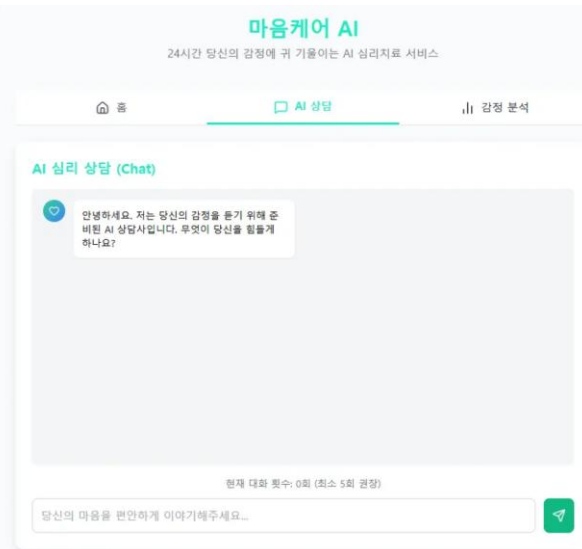 마음케어 AI
24시간 당신의 감정에 귀 기울이는 AI 심리치료 서비스
홈
AI 상담
감정 분석
AI 심리 상담 (Chat)
안녕하세요. 저는 당신의 감정을 듣기 위해 준
비된 AI 상담사입니다. 무엇이 당신을 힘들게
하나요?
현재 대화 횟수: 0회 (최소 5회 권장)
당신의 마음을 편안하게 이야기해주세요...